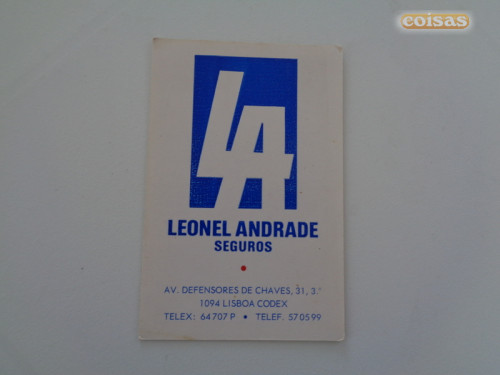 coisas
LA
LEONEL ANDRADE
SEGUROS
AV. DEFENSORES DE CHAVES, 31, 3.º
1094 LISBOA CODEX
TELEX: 64707 P • TELEF. 570599